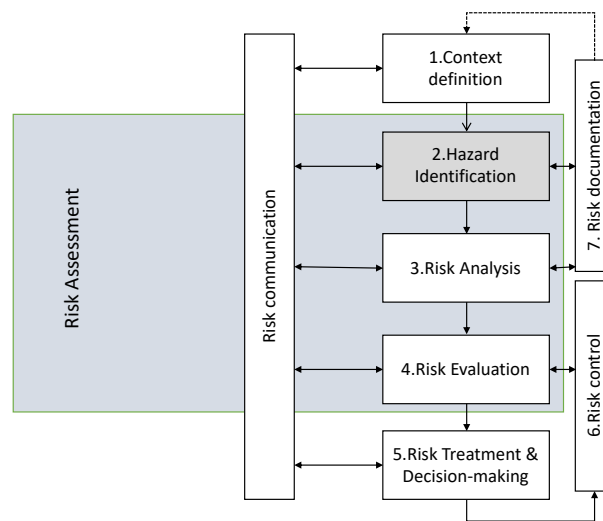 1.Context
definition
2.Hazard
Identification
3.Risk Analysis
4.Risk Evaluation
5.Risk Treatment &
Decision-making
Risk Assessment
Risk communication
7. Risk documentation
6.Risk control